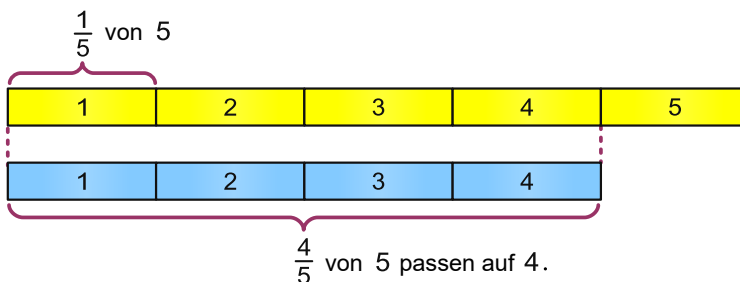 1/5 von 5
1 2 3 4 5
1 2 3 4
4/5 von 5 passen auf 4.